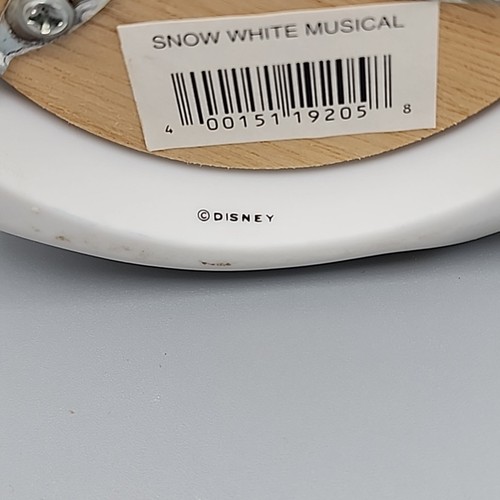 SNOW WHITE MUSICAL
4 00151 19205 8
©DISNEY